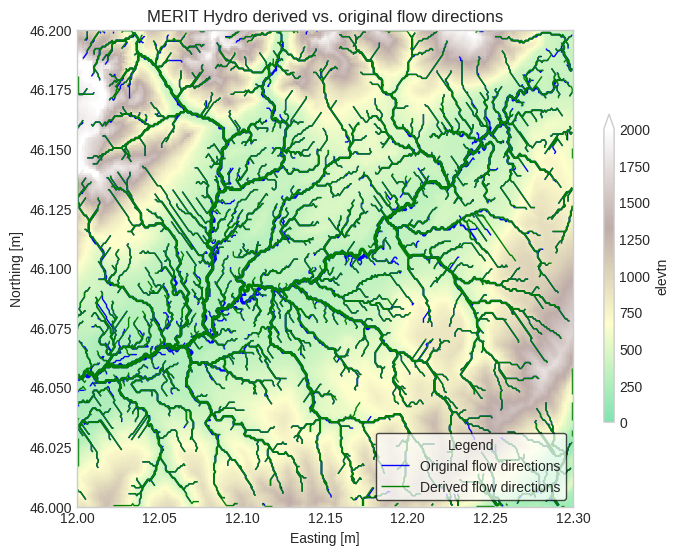 MERIT Hydro derived vs. original flow directions
46.200
46.175
46.150
46.125
46.100
46.075
46.050
46.025
46.000
Northing [m]
12.00 12.05 12.10 12.15 12.20 12.25 12.30
Easting [m]
Legend
Original flow directions
Derived flow directions
2000
1750
1500
1250
1000
750
500
250
0
elevtn